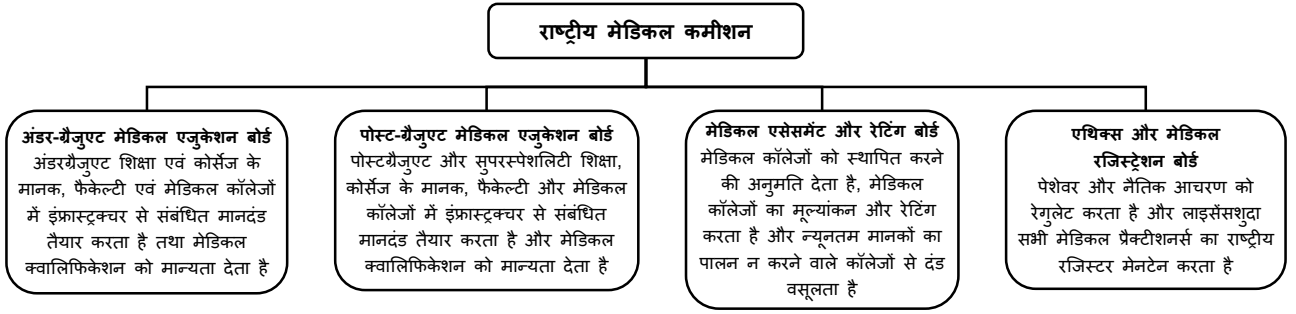 राष्ट्रीय मेडिकल कमीशन
अंडर-ग्रैजुएट मेडिकल एजुकेशन बोर्ड
अंडरग्रैजुएट शिक्षा एवं कोर्सेज के
मानक, फैकेल्टी एवं मेडिकल कॉलेजों
में इंफ्रास्ट्रक्चर से संबंधित मानदंड
तैयार करता है तथा मेडिकल
क्वालिफिकेशन को मान्यता देता है
पोस्ट-ग्रैजुएट मेडिकल एजुकेशन बोर्ड
पोस्टग्रैजुएट और सुपरस्पेशलिटी शिक्षा,
कोर्सेज के मानक, फैकेल्टी और मेडिकल
कॉलेजों में इंफ्रास्ट्रक्चर से संबंधित
मानदंड तैयार करता है और मेडिकल
क्वालिफिकेशन को मान्यता देता है
मेडिकल एसेसमेंट और रेटिंग बोर्ड
मेडिकल कॉलेजों को स्थापित करने
की अनुमति देता है, मेडिकल
कॉलेजों का मूल्यांकन और रेटिंग
करता है और न्यूनतम मानकों का
पालन न करने वाले कॉलेजों से दंड
वसूलता है
एथिक्स और मेडिकल
रजिस्ट्रेशन बोर्ड
पेशेवर और नैतिक आचरण को
रेगुलेट करता है और लाइसेंसशुदा
सभी मेडिकल प्रैक्टीशनर्स का राष्ट्रीय
रजिस्टर मेनटेन करता है